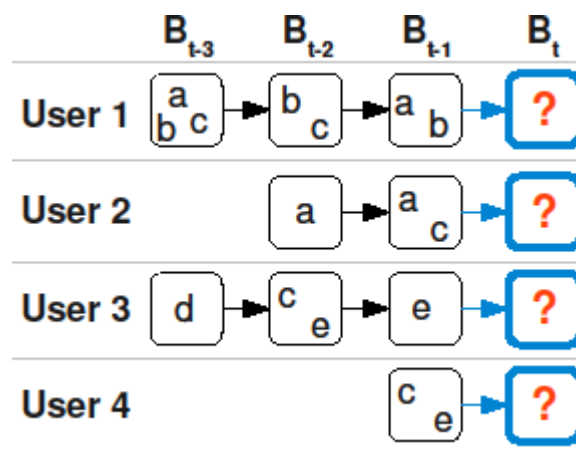 B t-3 B t-2 B t-1 B t
User 1 a b c b c a b ?
User 2 a a c ?
User 3 d c e e ?
User 4 c e ?